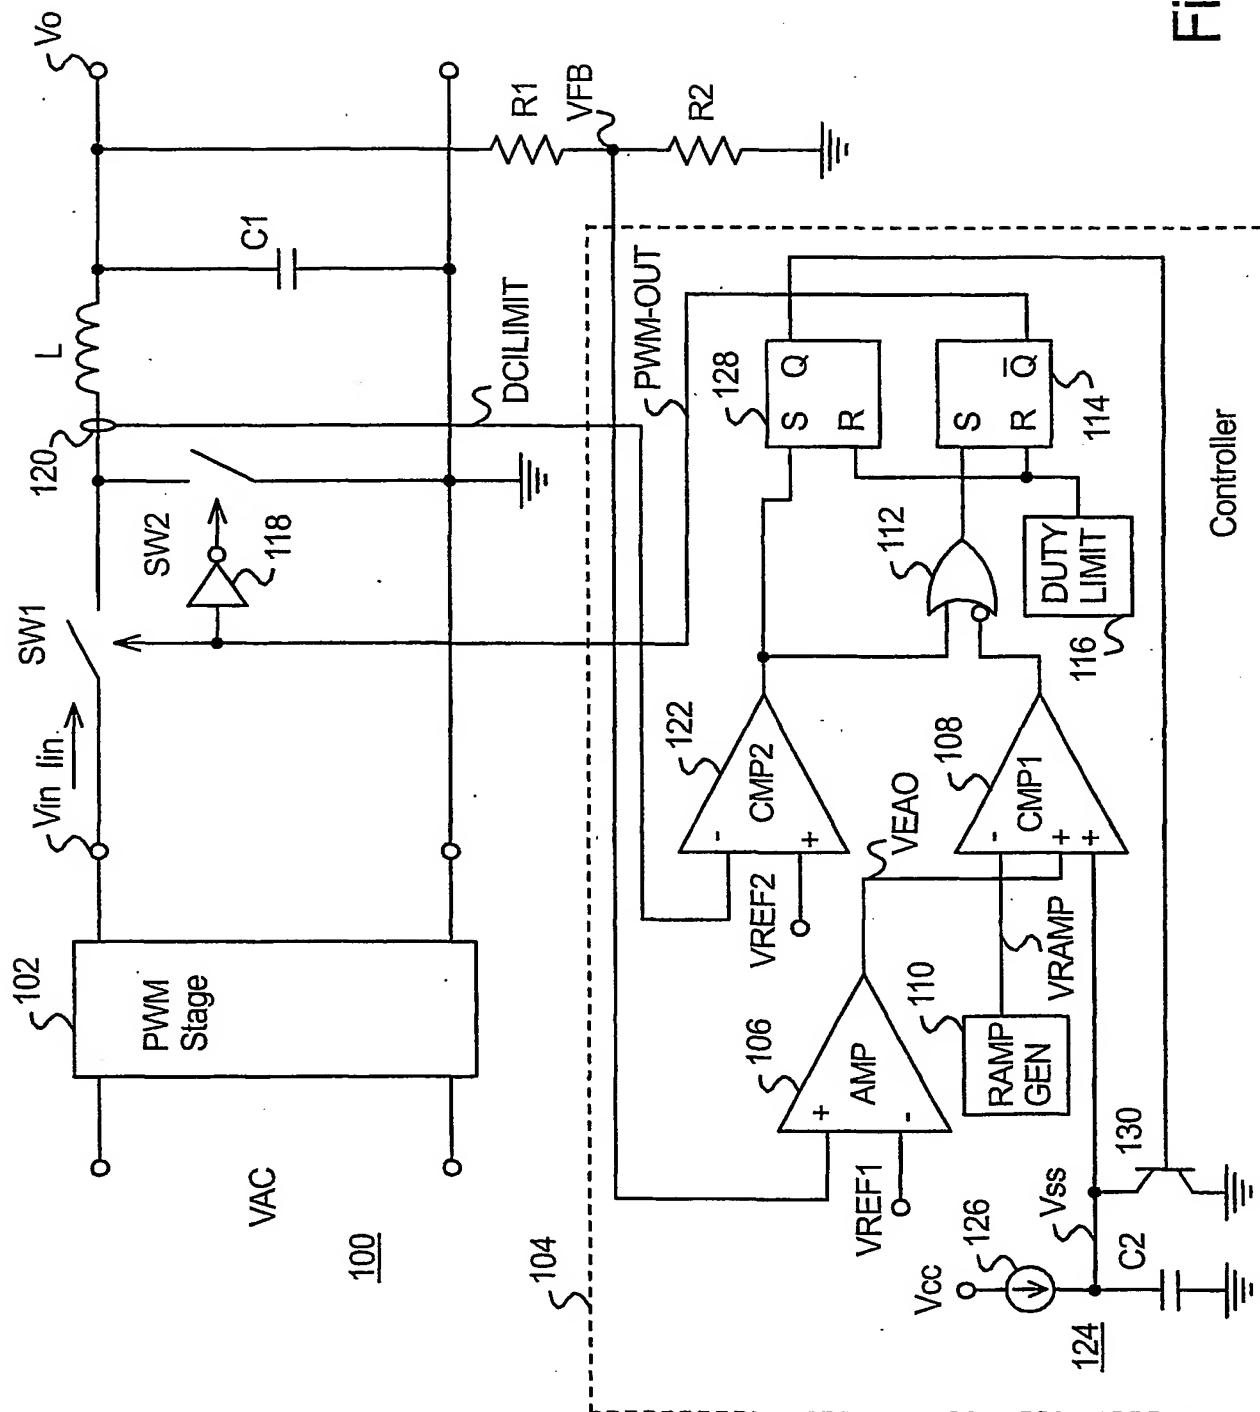 Fi
Vo
L
120
SW1
Vin Iin
102
PWM
Stage
VAC
100
C1
R1
VFB
R2
SW2
118
DCILIMIT
PWM-OUT
104
128
S Q
R
122
CMP2
-
+
VREF2
112
S
R Q̅
114
DUTY
LIMIT
116
108
CMP1
-
+
+
VEAO
VRAMP
106
AMP
+
-
VREF1
110
RAMP
GEN
130
Vss
126
Vcc
C2
124
Controller